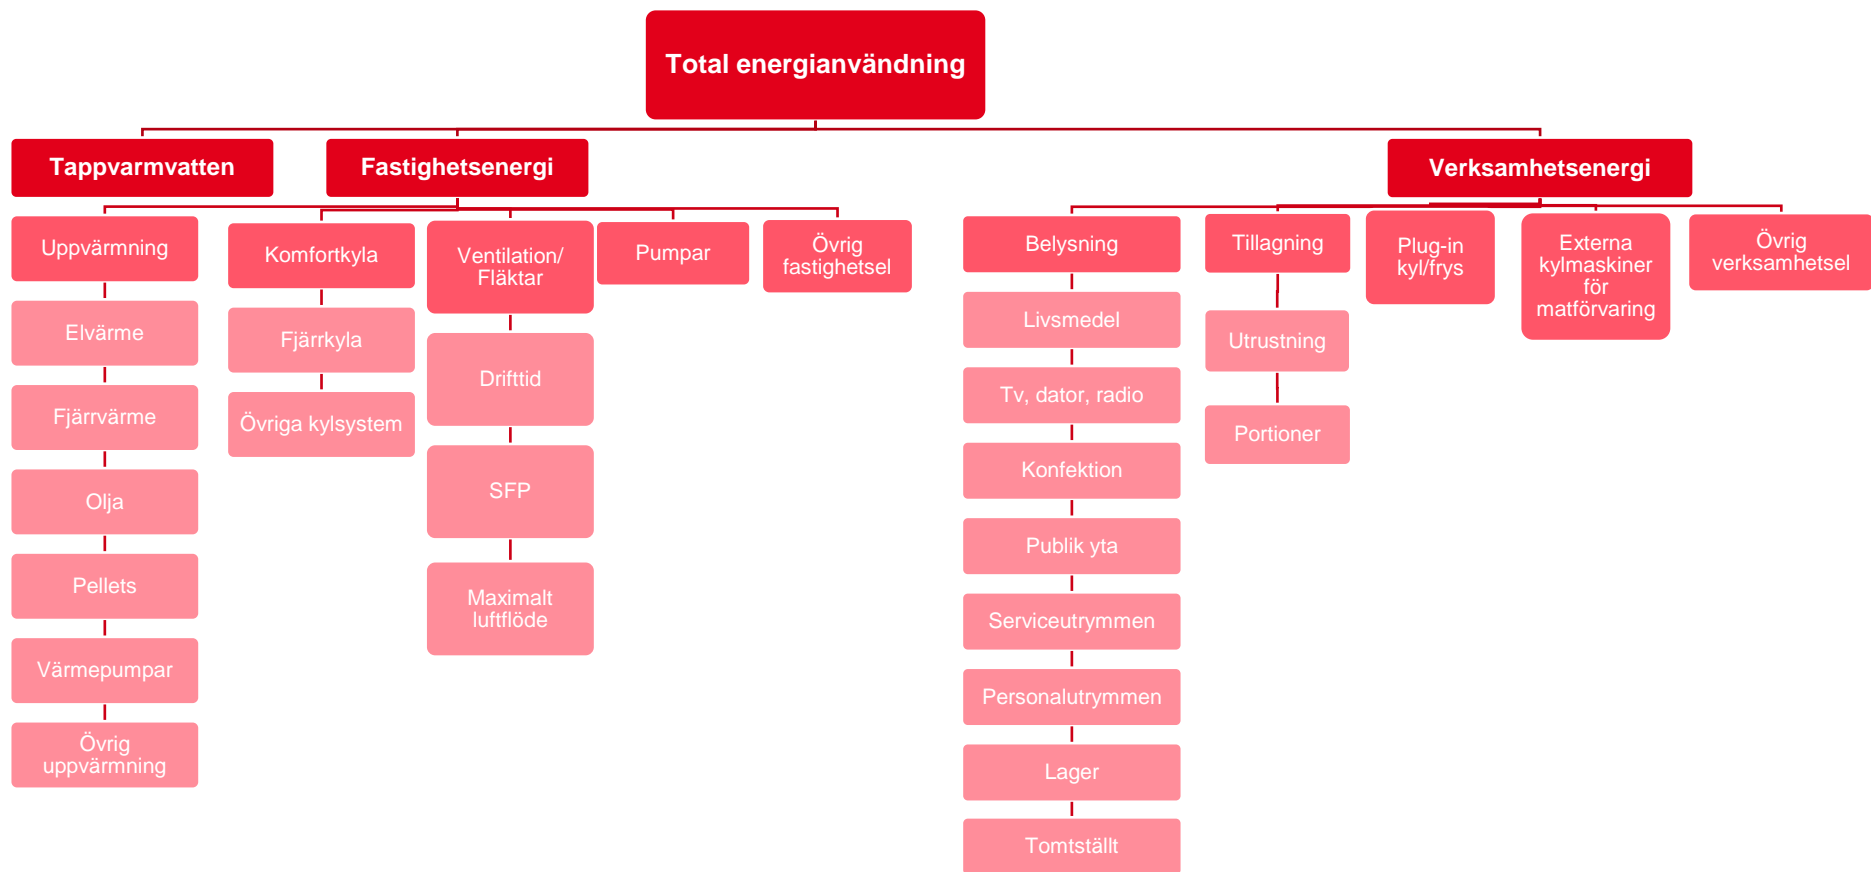 Total energianvändning
Tappvarmvatten
Fastighetsenergi
Verksamhetsenergi
Uppvärmning
Elvärme
Fjärrvärme
Olja
Pellets
Värmepumpar
Övrig
uppvärmning
Komfortkyla
Fjärrkyla
Övriga kylsystem
Ventilation/
Fläktar
Drifttid
SFP
Maximalt
luftflöde
Pumpar
Övrig
fastighetsel
Belysning
Livsmedel
Tv, dator, radio
Konfektion
Publik yta
Serviceutrymmen
Personalutrymmen
Lager
Tomtställt
Tillagning
Utrustning
Portioner
Plug-in
kyl/frys
Externa
kylmaskiner
för
matförvaring
Övrig
verksamhetsel